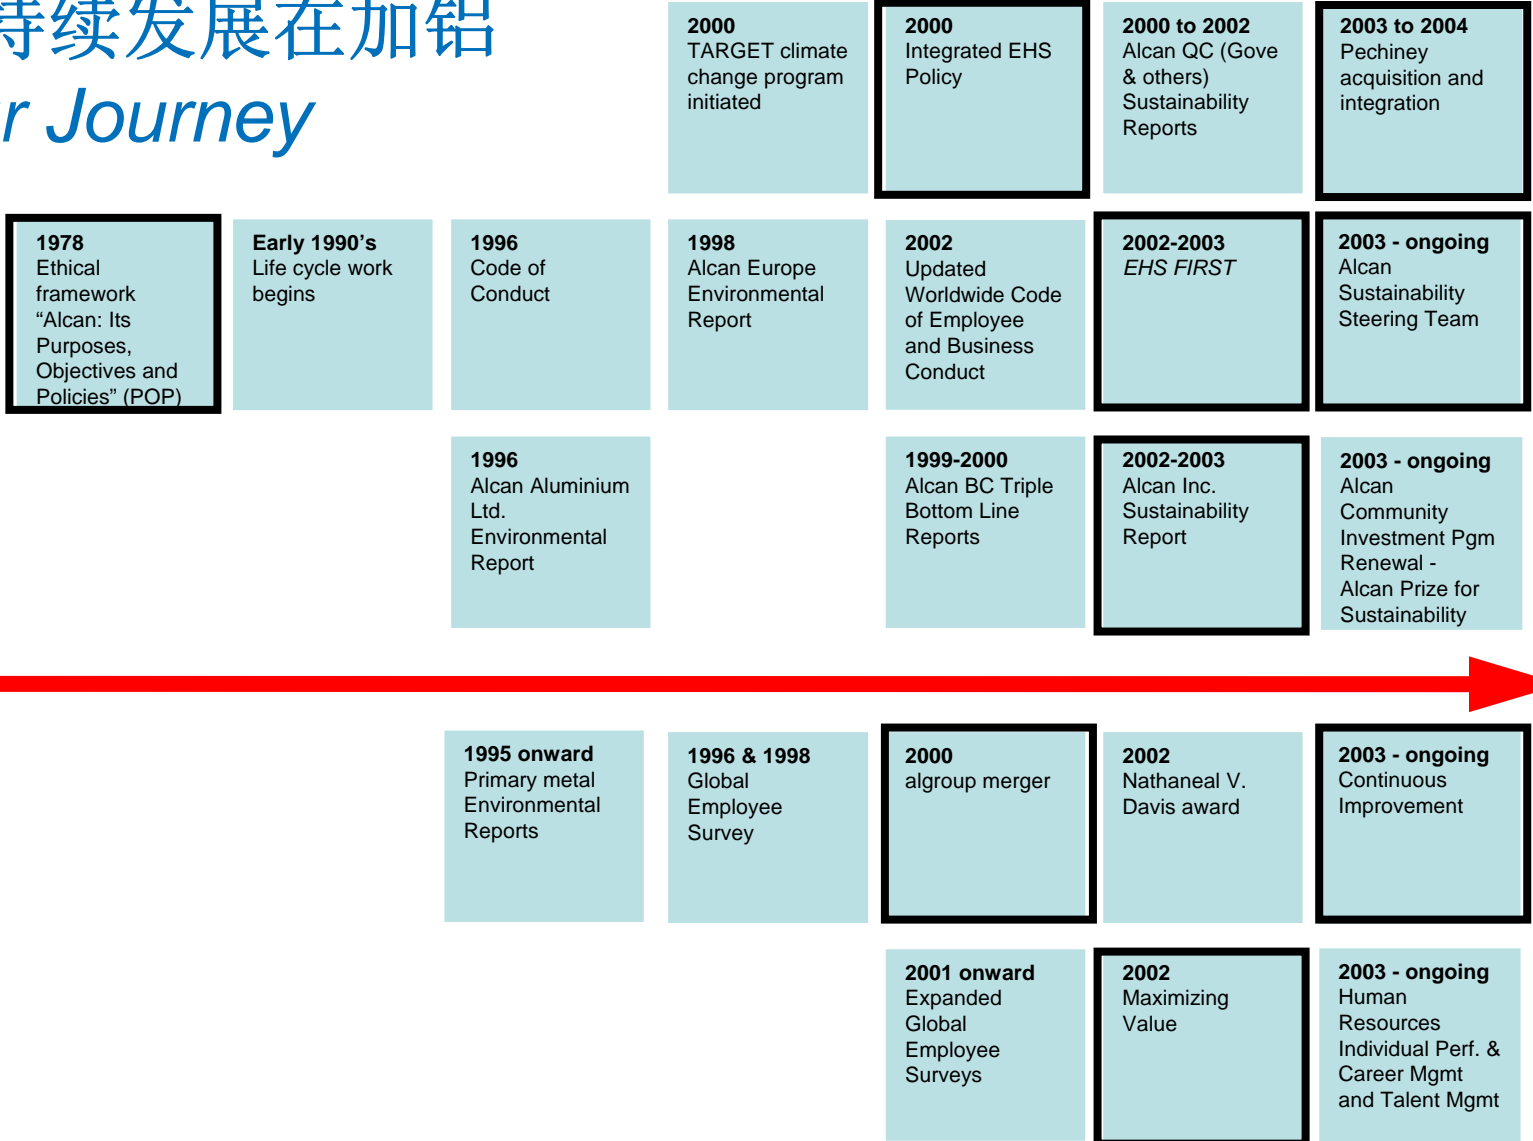 持续发展在加铝
r Journey
2000
TARGET climate
change program
initiated
2000
Integrated EHS
Policy
2000 to 2002
Alcan QC (Gove
& others)
Sustainability
Reports
2003 to 2004
Pechiney
acquisition and
integration
1978
Ethical
framework
“Alcan: Its
Purposes,
Objectives and
Policies” (POP)
Early 1990’s
Life cycle work
begins
1996
Code of
Conduct
1998
Alcan Europe
Environmental
Report
2002
Updated
Worldwide Code
of Employee
and Business
Conduct
2002-2003
EHS FIRST
2003 - ongoing
Alcan
Sustainability
Steering Team
1996
Alcan Aluminium
Ltd.
Environmental
Report
1999-2000
Alcan BC Triple
Bottom Line
Reports
2002-2003
Alcan Inc.
Sustainability
Report
2003 - ongoing
Alcan
Community
Investment Pgm
Renewal -
Alcan Prize for
Sustainability
1995 onward
Primary metal
Environmental
Reports
1996 & 1998
Global
Employee
Survey
2000
algroup merger
2002
Nathaneal V.
Davis award
2003 - ongoing
Continuous
Improvement
2001 onward
Expanded
Global
Employee
Surveys
2002
Maximizing
Value
2003 - ongoing
Human
Resources
Individual Perf. &
Career Mgmt
and Talent Mgmt